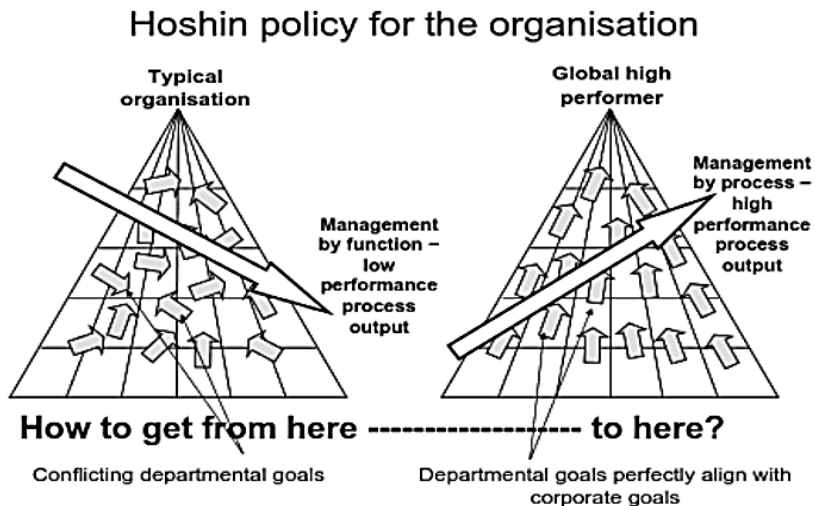 Hoshin policy for the organisation
Typical
organisation
Global high
performer
Management
by function –
low
performance
process
output
Management
by process –
high
performance
process
output
How to get from here ------------------- to here?
Conflicting departmental goals
Departmental goals perfectly align with
corporate goals